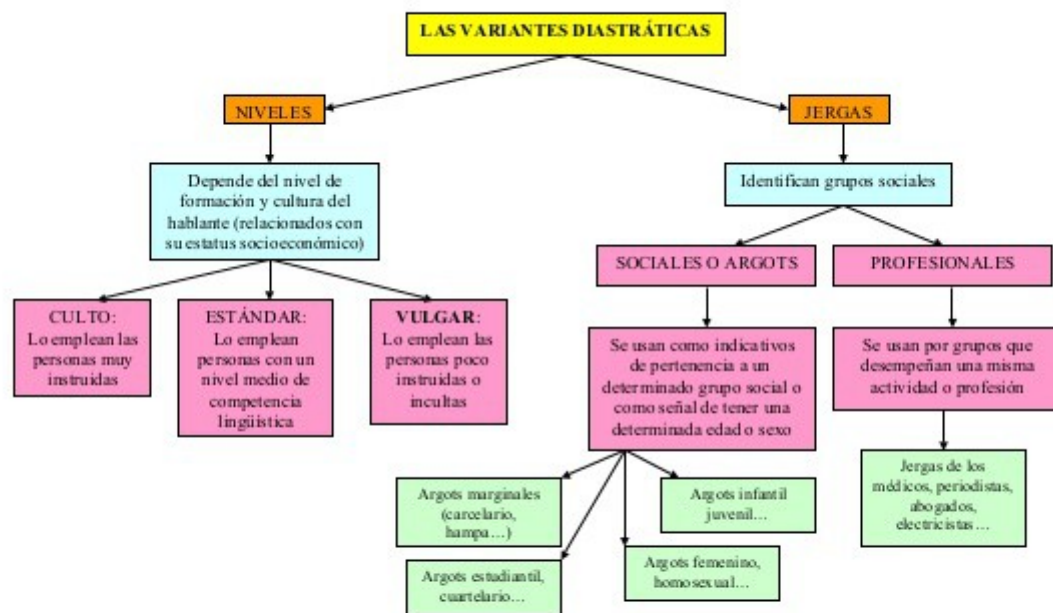 LAS VARIANTES DIASTRÁTICAS
NIVELES
JERGAS
Depende del nivel de
formación y cultura del
hablante (relacionados con
su estatus socioeconómico)
Identifican grupos sociales
SOCIALES O ARGOTS
PROFESIONALES
CULTO:
Lo emplean las
personas muy
instruidas
ESTÁNDAR:
Lo emplean
personas con un
nivel medio de
competencia
lingüística
VULGAR:
Lo emplean las
personas poco
instruidas o
incultas
Se usan como indicativos
de pertenencia a un
determinado grupo social o
como señal de tener una
determinada edad o sexo
Se usan por grupos que
desempeñan una misma
actividad o profesión
Argots marginales
(carcelario,
hampa…)
Argots infantil
juvenil…
Jergas de los
médicos, periodistas,
abogados,
electricistas…
Argots estudiantil,
cuartelario…
Argots femenino,
homosexual…